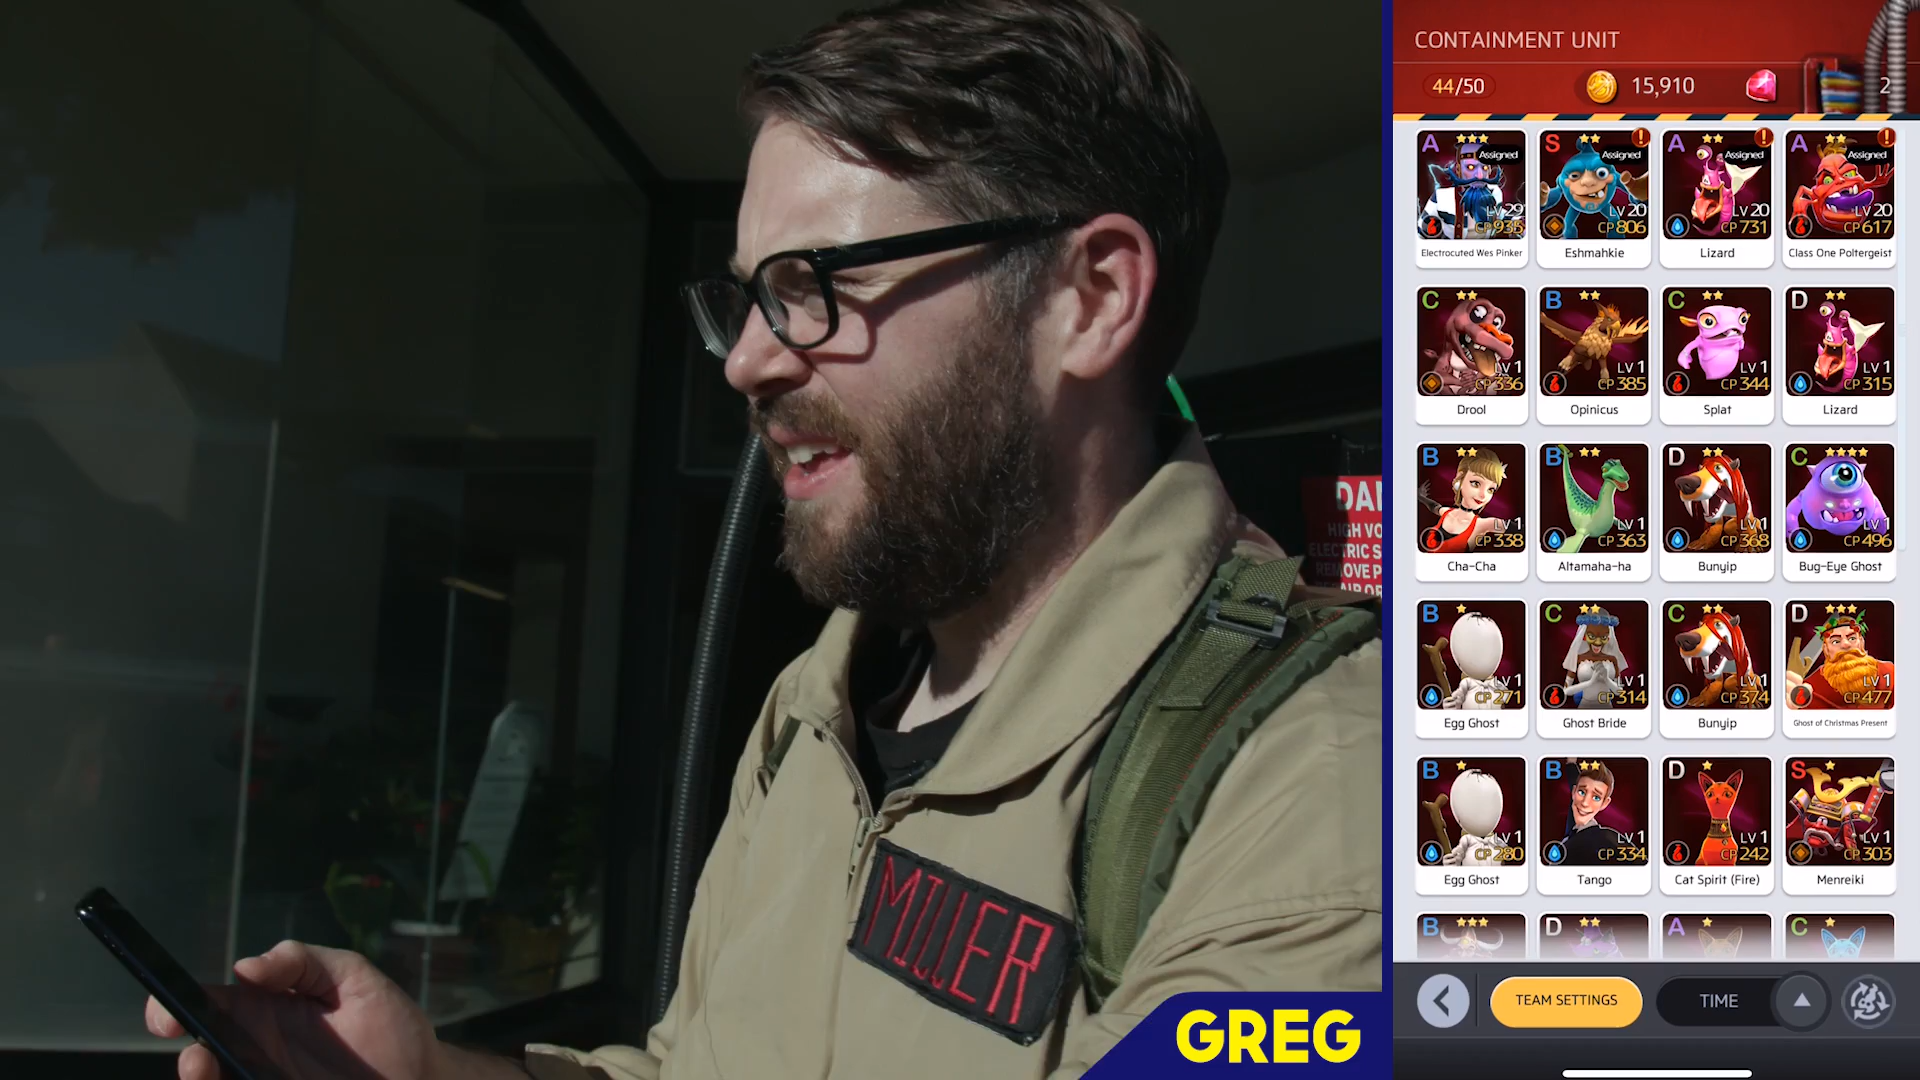 CONTAINMENT UNIT
44/50 15,910 2
A Assigned LV 29 CP 935 S Assigned LV 20 CP 806 A Assigned LV 20 CP 731 A Assigned LV 20 CP 617
Electrocuted Wes Pinker Eshmahkie Lizard Class One Poltergeist
C LV 1 CP 336 B LV 1 CP 385 C LV 1 CP 344 D LV 1 CP 315
Drool Opinicus Splat Lizard
B LV 1 CP 338 B LV 1 CP 363 D LV 1 CP 368 C LV 1 CP 496
Cha-Cha Altamaha-ha Bunyip Bug-Eye Ghost
B LV 1 CP 271 C LV 1 CP 314 C LV 1 CP 374 D LV 1 CP 477
Egg Ghost Ghost Bride Bunyip Ghost of Christmas Present
B LV 1 CP 280 B LV 1 CP 334 D LV 1 CP 242 S LV 1 CP 303
Egg Ghost Tango Cat Spirit (Fire) Menreiki
B D A C
TEAM SETTINGS TIME
DAN
HIGH VO
ELECTRIC S
REMOVE P
MILLER
GREG